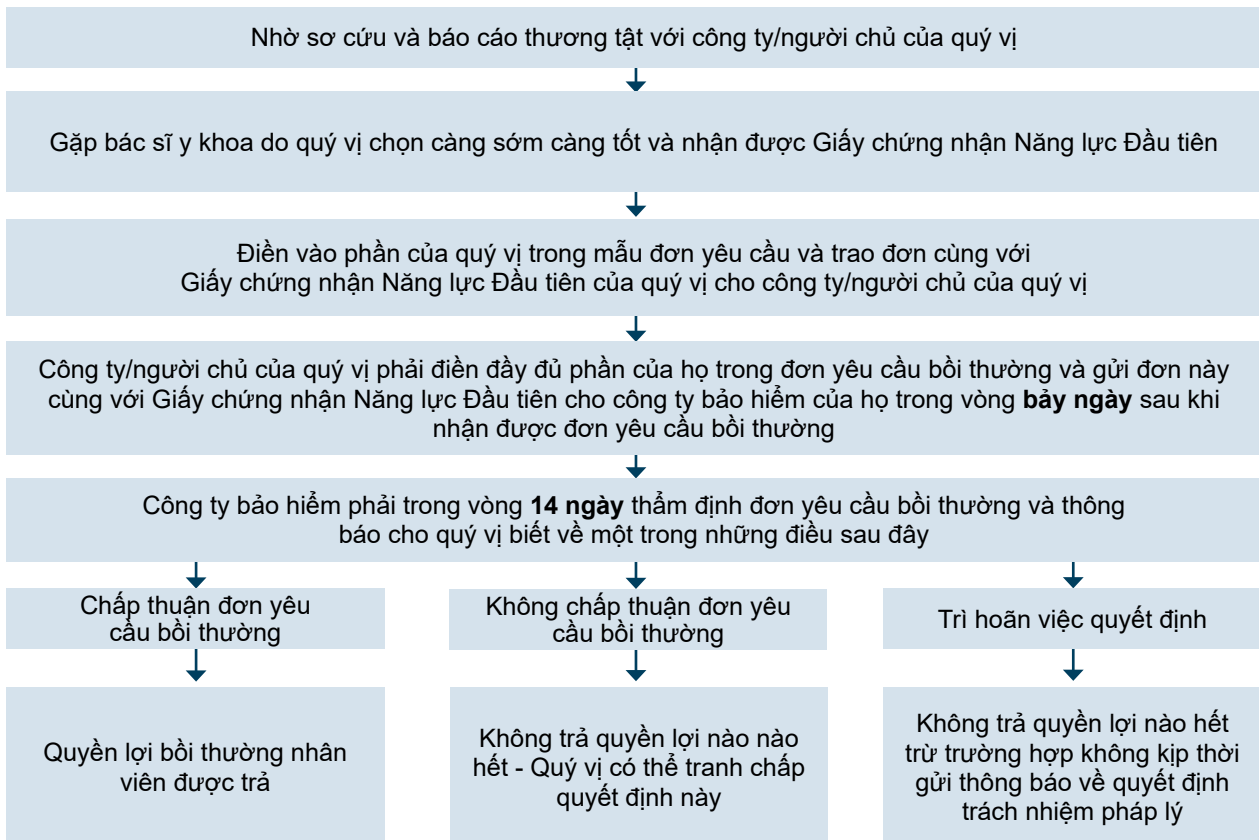 Nhờ sơ cứu và báo cáo thương tật với công ty/người chủ của quý vị
Gặp bác sĩ y khoa do quý vị chọn càng sớm càng tốt và nhận được Giấy chứng nhận Năng lực Đầu tiên
Điền vào phần của quý vị trong mẫu đơn yêu cầu và trao đơn cùng với
Giấy chứng nhận Năng lực Đầu tiên của quý vị cho công ty/người chủ của quý vị
Công ty/người chủ của quý vị phải điền đầy đủ phần của họ trong đơn yêu cầu bồi thường và gửi đơn này
cùng với Giấy chứng nhận Năng lực Đầu tiên cho công ty bảo hiểm của họ trong vòng bảy ngày sau khi
nhận được đơn yêu cầu bồi thường
Công ty bảo hiểm phải trong vòng 14 ngày thẩm định đơn yêu cầu bồi thường và thông
báo cho quý vị biết về một trong những điều sau đây
Chấp thuận đơn yêu
cầu bồi thường
Không chấp thuận đơn yêu
cầu bồi thường
Trì hoãn việc quyết định
Quyền lợi bồi thường nhân
viên được trả
Không trả quyền lợi nào nào
hết - Quý vị có thể tranh chấp
quyết định này
Không trả quyền lợi nào hết
trừ trường hợp không kịp thời
gửi thông báo về quyết định
trách nhiệm pháp lý